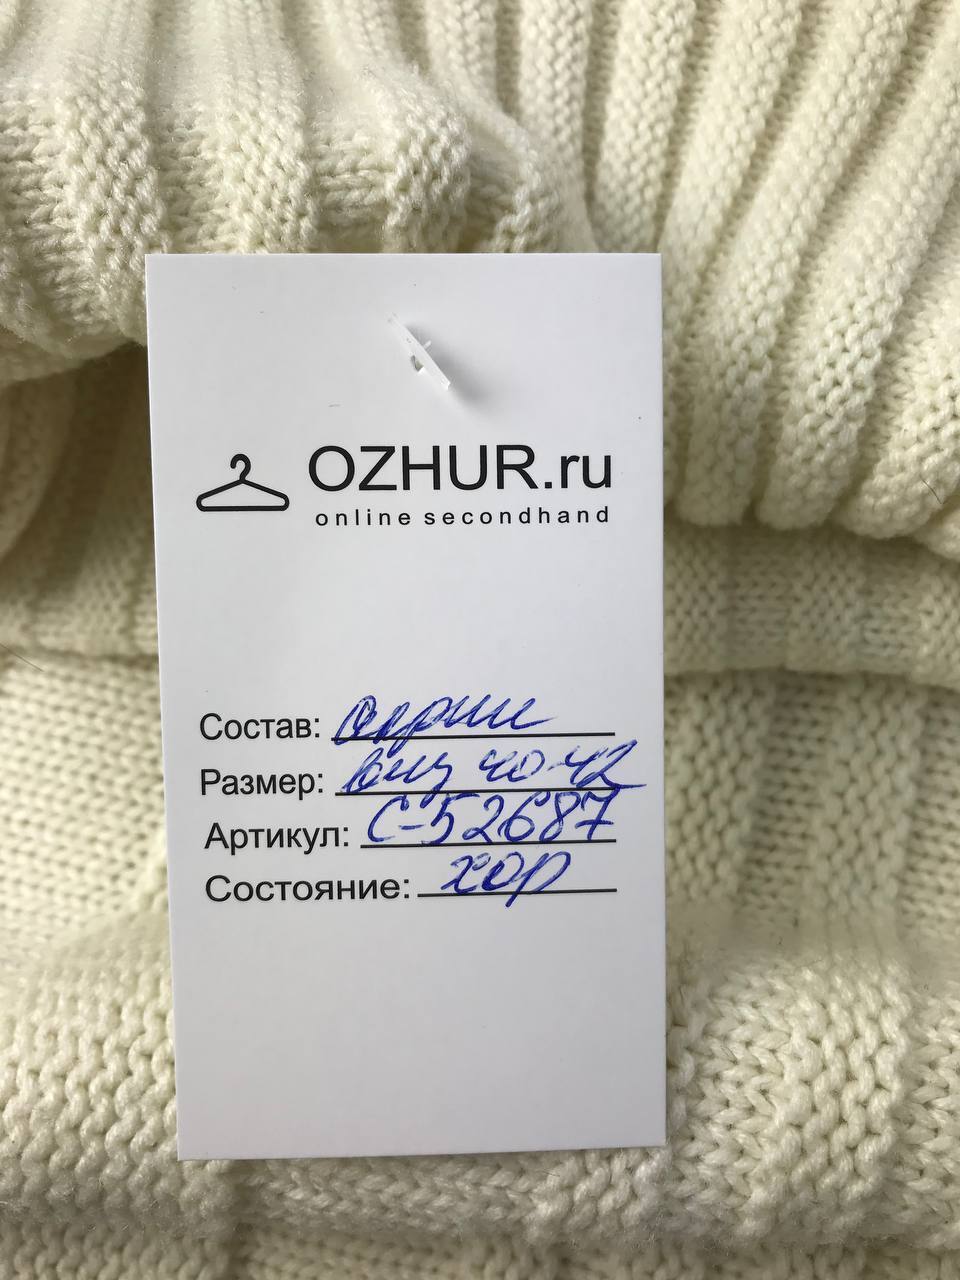 OZHUR.ru
online secondhand
Состав: акрил
Размер: виз 40-42
Артикул: С-52687
Состояние: хор